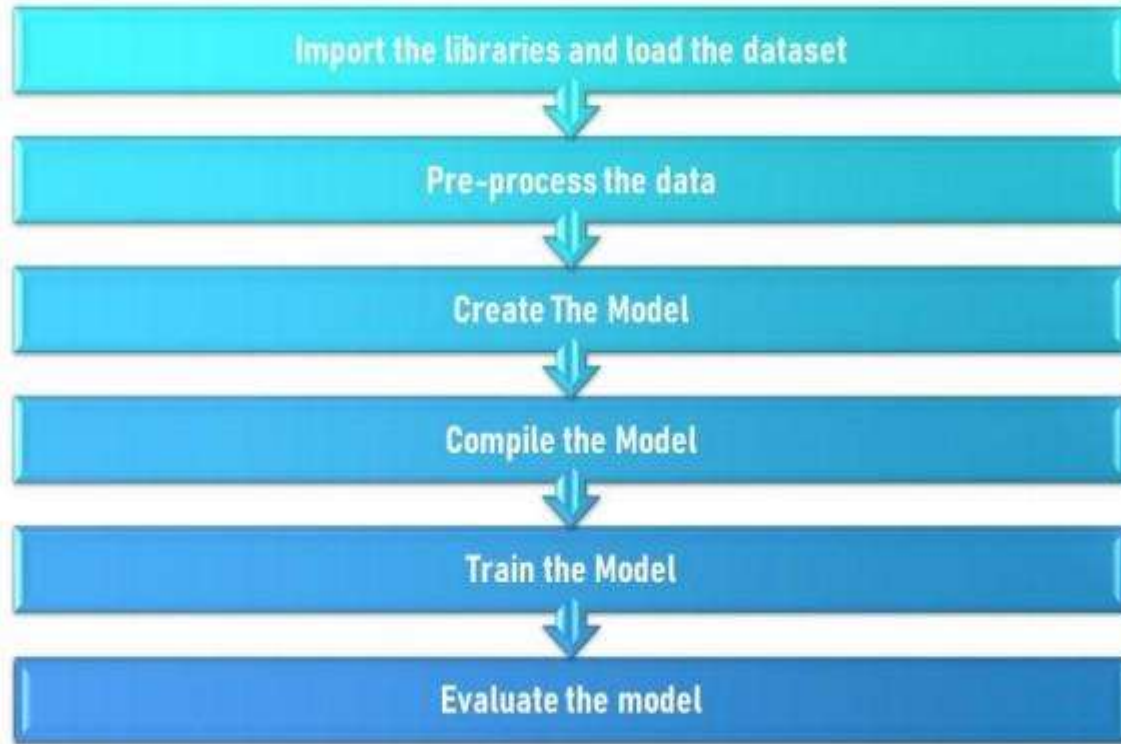 Import the libraries and load the dataset
Pre-process the data
Create The Model
Compile the Model
Train the Model
Evaluate the model